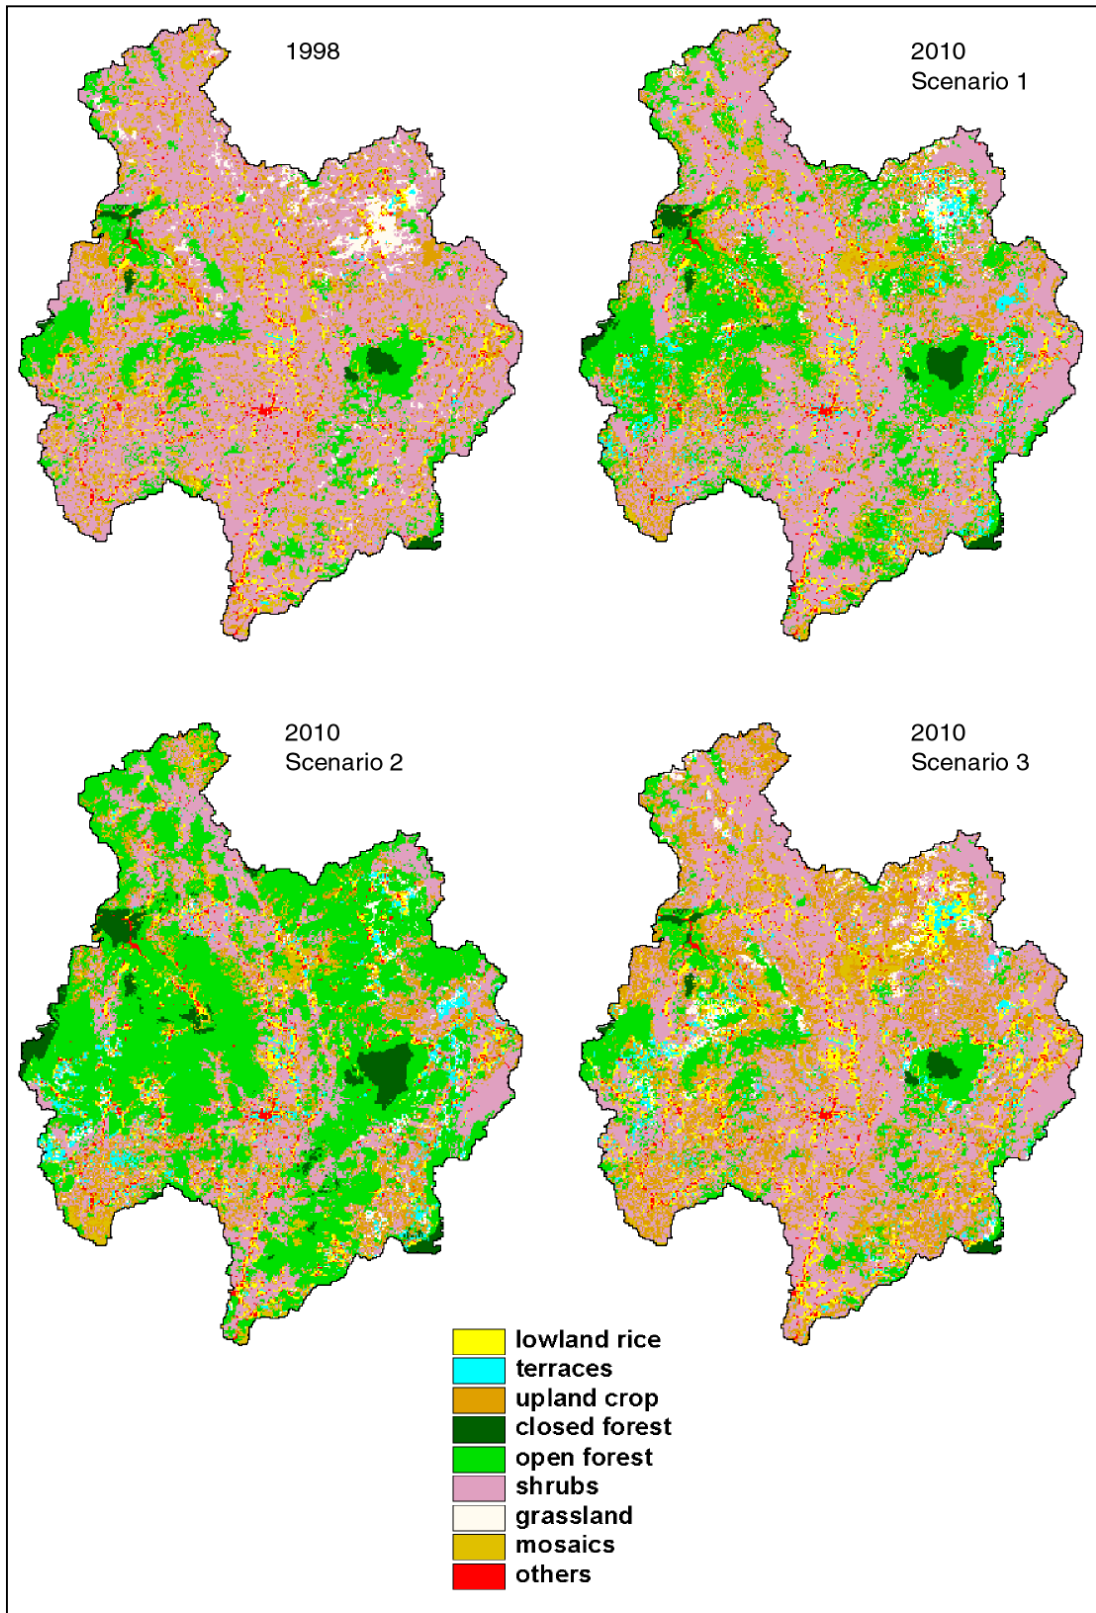 1998
2010
Scenario 1
2010
Scenario 2
2010
Scenario 3
lowland rice
terraces
upland crop
closed forest
open forest
shrubs
grassland
mosaics
others